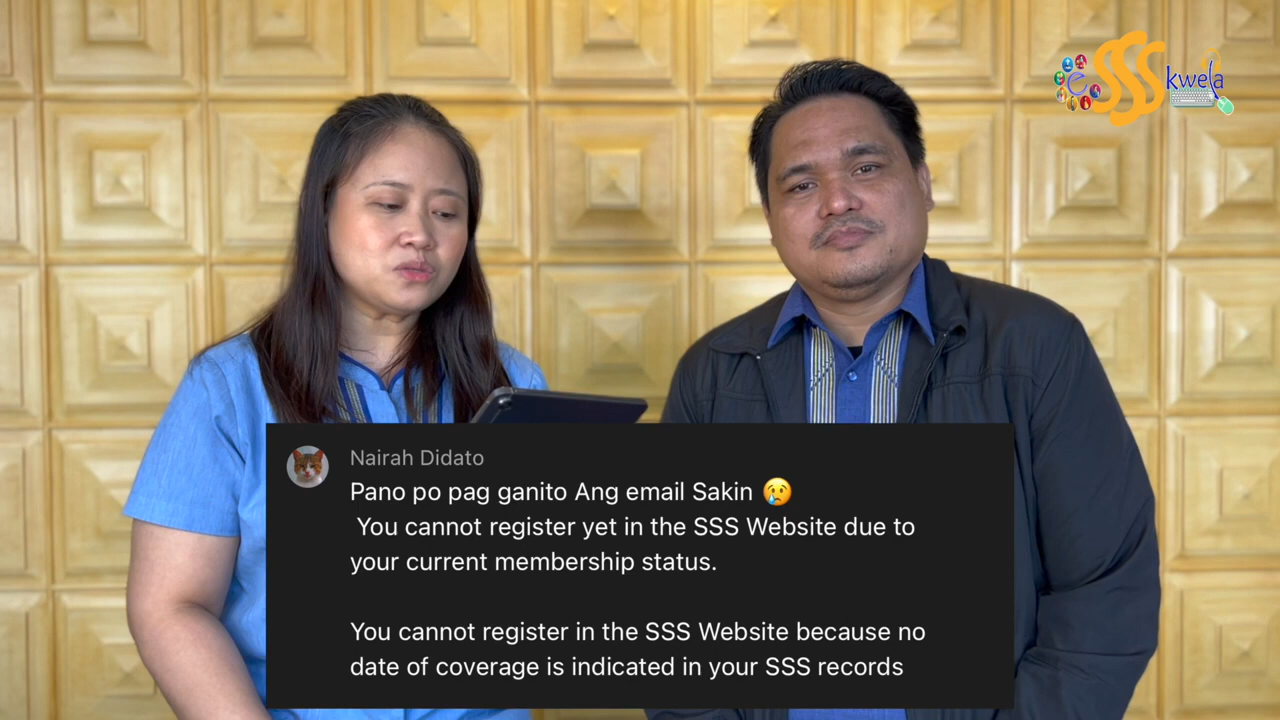 eSSSkwela
Nairah Didato
Pano po pag ganito Ang email Sakin 😢
You cannot register yet in the SSS Website due to
your current membership status.
You cannot register in the SSS Website because no
date of coverage is indicated in your SSS records